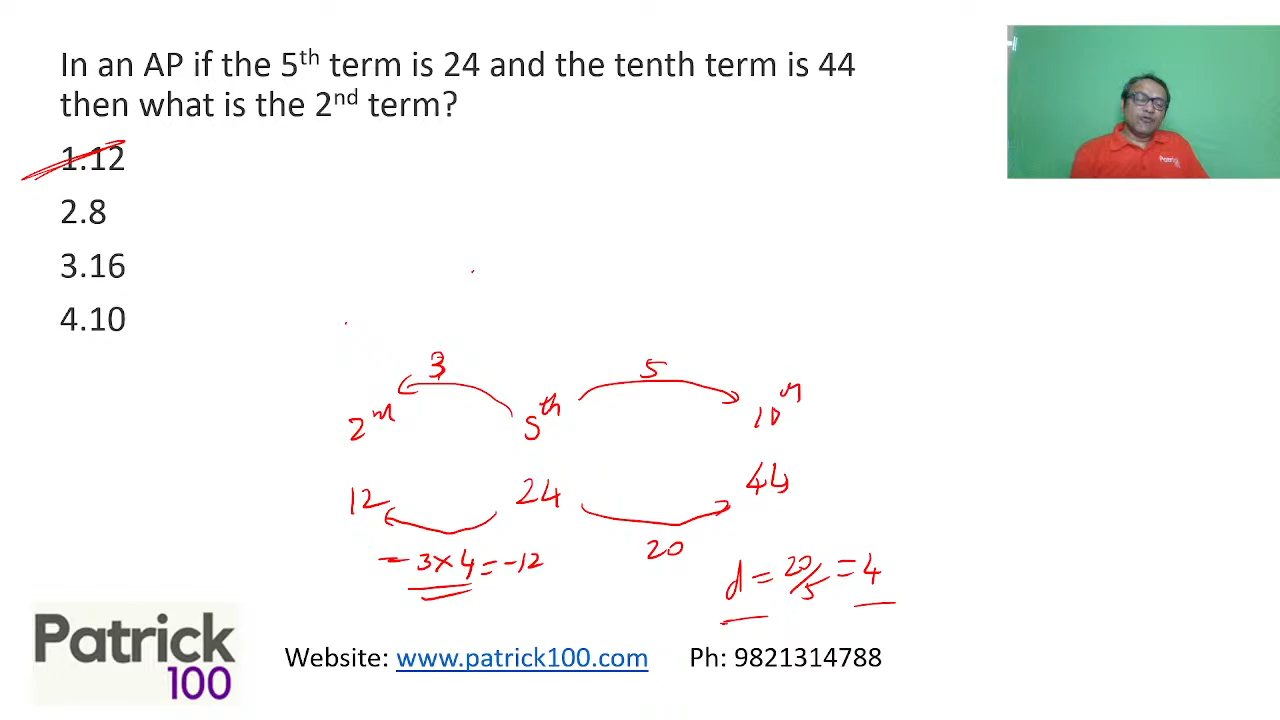 In an AP if the 5th term is 24 and the tenth term is 44
then what is the 2nd term?
1.12
2.8
3.16
4.10
3 5
2nd 5th 10th
12 24 44
- 3×4 = -12 20
d = 20/5 = 4
Patrick
100
Website: www.patrick100.com Ph: 9821314788
Patrick
100